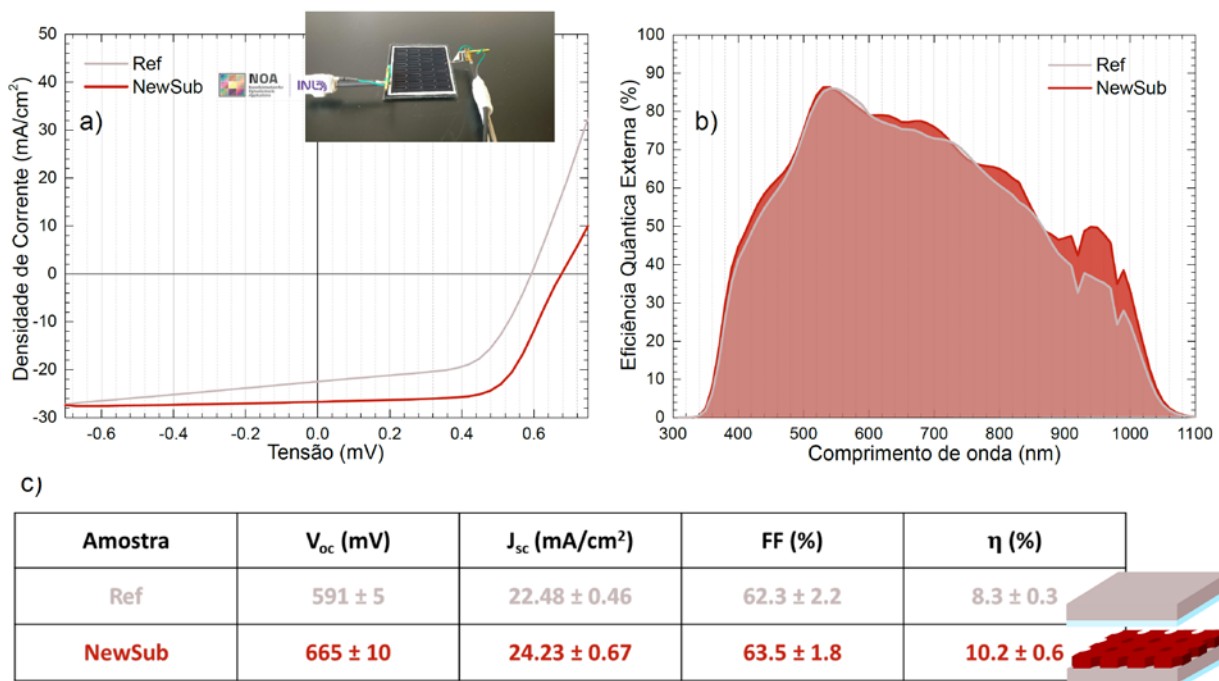 a)
Ref
NewSub
NOA
INL
Densidade de Corrente (mA/cm²)
50
40
30
20
10
0
-10
-20
-30
-0.6
-0.4
-0.2
0.0
0.2
0.4
0.6
Tensão (mV)
b)
Ref
NewSub
Eficiência Quântica Externa (%)
100
90
80
70
60
50
40
30
20
10
0
300
400
500
600
700
800
900
1000
1100
Comprimento de onda (nm)
c)
Amostra V_oc (mV) J_sc (mA/cm²) FF (%) η (%)
Ref 591 ± 5 22.48 ± 0.46 62.3 ± 2.2 8.3 ± 0.3
NewSub 665 ± 10 24.23 ± 0.67 63.5 ± 1.8 10.2 ± 0.6